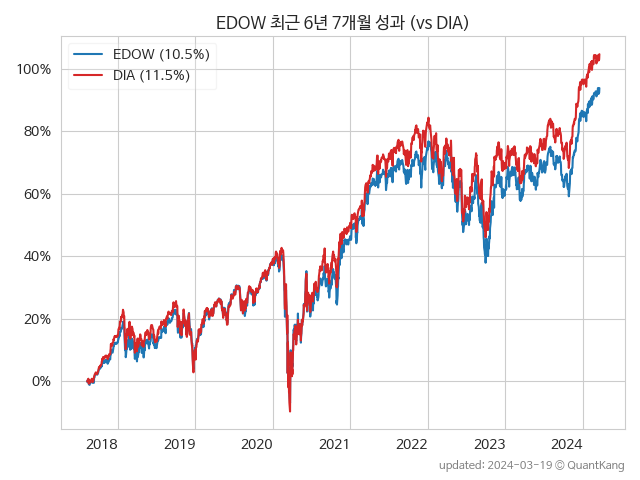 EDOW 최근 6년 7개월 성과 (vs DIA)
EDOW (10.5%)
DIA (11.5%)
100%
80%
60%
40%
20%
0%
2018 2019 2020 2021 2022 2023 2024
updated: 2024-03-19 © QuantKang